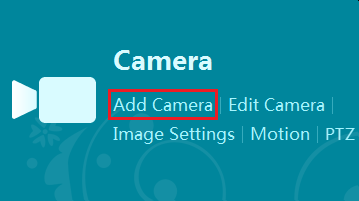 Camera
Add Camera | Edit Camera |
Image Settings | Motion | PTZ